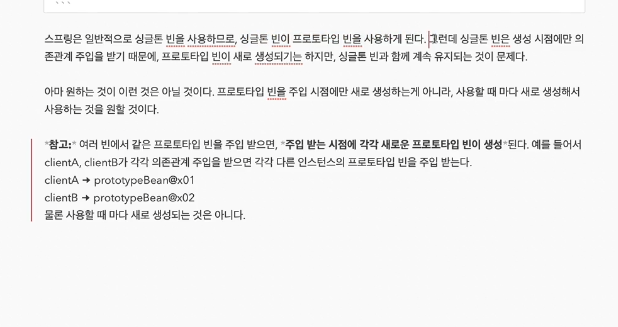 ```
스프링은 일반적으로 싱글톤 빈을 사용하므로, 싱글톤 빈이 프로토타입 빈을 사용하게 된다. 그런데 싱글톤 빈은 생성 시점에만 의
존관계 주입을 받기 때문에, 프로토타입 빈이 새로 생성되기는 하지만, 싱글톤 빈과 함께 계속 유지되는 것이 문제다.
아마 원하는 것이 이런 것은 아닐 것이다. 프로토타입 빈을 주입 시점에만 새로 생성하는게 아니라, 사용할 때 마다 새로 생성해서
사용하는 것을 원할 것이다.
*참고:* 여러 빈에서 같은 프로토타입 빈을 주입 받으면, *주입 받는 시점에 각각 새로운 프로토타입 빈이 생성*된다. 예를 들어서
clientA, clientB가 각각 의존관계 주입을 받으면 각각 다른 인스턴스의 프로토타입 빈을 주입 받는다.
clientA → prototypeBean@x01
clientB → prototypeBean@x02
물론 사용할 때 마다 새로 생성되는 것은 아니다.